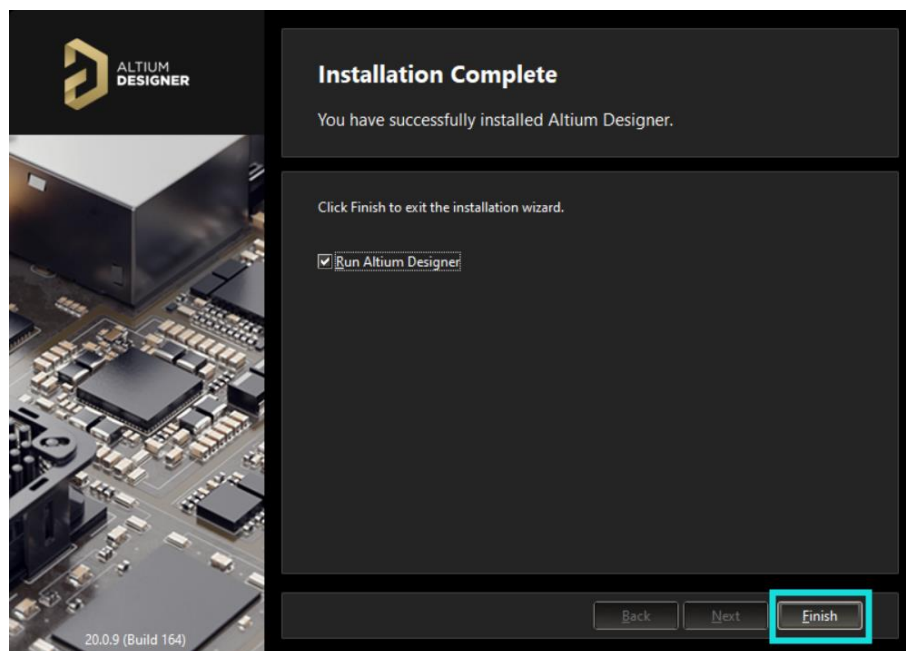 ALTIUM
DESIGNER
Installation Complete
You have successfully installed Altium Designer.
Click Finish to exit the installation wizard.
Run Altium Designer
20.0.9 (Build 164)
Back Next Finish